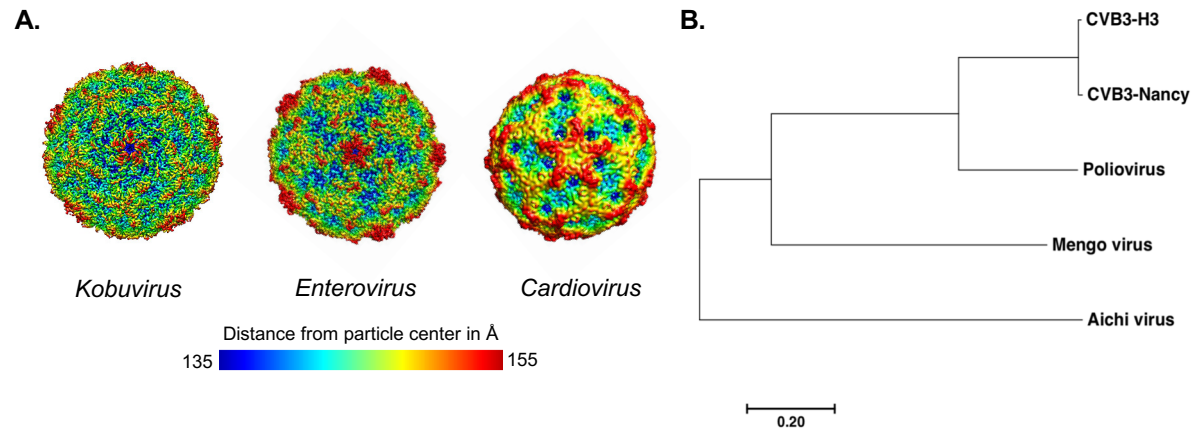 A.
Kobuvirus
Enterovirus
Cardiovirus
Distance from particle center in Å
135
155
B.
CVB3-H3
CVB3-Nancy
Poliovirus
Mengo virus
Aichi virus
0.20